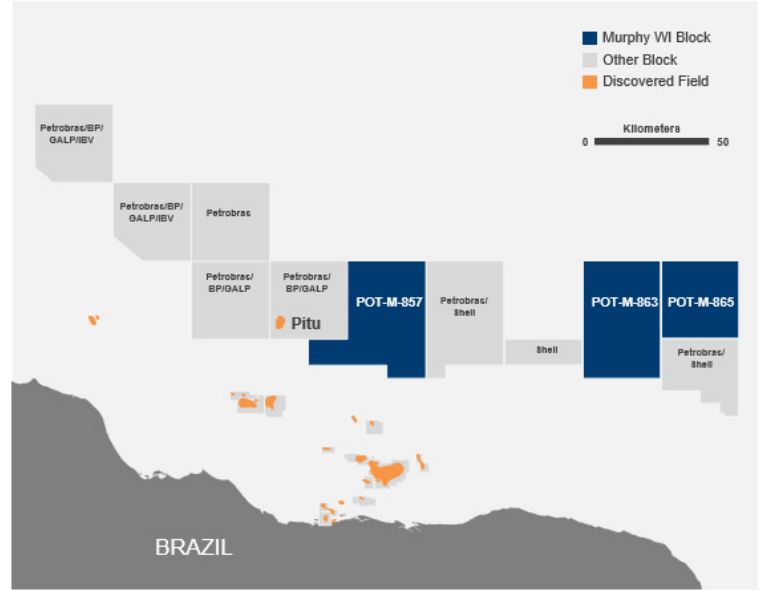 Murphy WI Block
Other Block
Discovered Field
Kilometers
0 50
Petrobras/BP/
GALP/IBV
Petrobras/BP/
GALP/IBV
Petrobras
Petrobras/
BP/GALP
Petrobras/
BP/GALP
Pitu
POT-M-857
Petrobras/
Shell
Shell
POT-M-863
POT-M-865
Petrobras/
Shell
BRAZIL